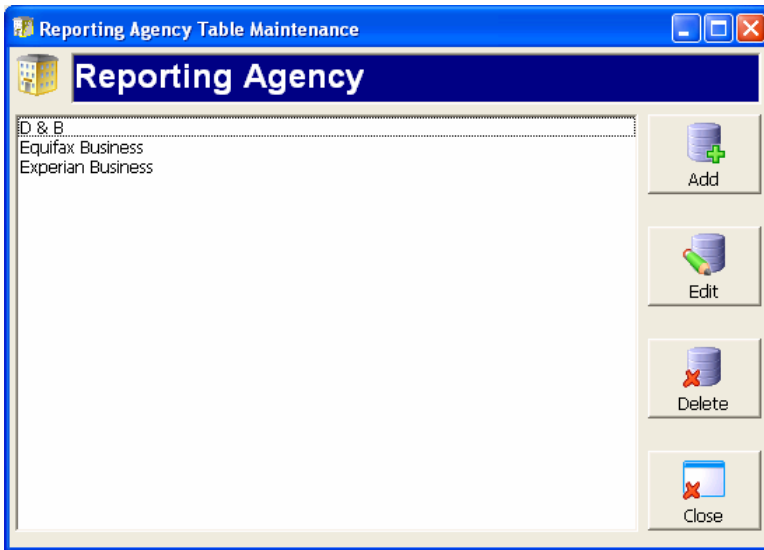 Reporting Agency Table Maintenance
Reporting Agency
D & B
Equifax Business
Experian Business
Add
Edit
Delete
Close